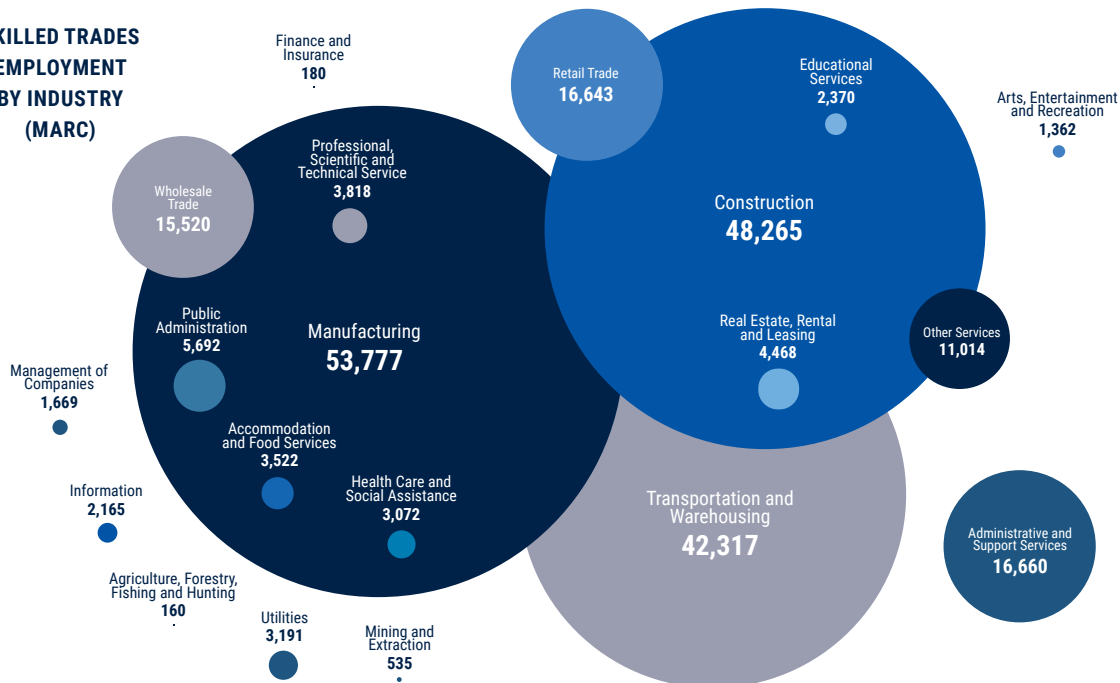 KILLED TRADES
EMPLOYMENT
BY INDUSTRY
(MARC)
Finance and
Insurance
180
Retail Trade
16,643
Educational
Services
2,370
Arts, Entertainment
and Recreation
1,362
Professional,
Scientific and
Technical Service
3,818
Wholesale
Trade
15,520
Construction
48,265
Public
Administration
5,692
Manufacturing
53,777
Real Estate, Rental
and Leasing
4,468
Other Services
11,014
Management of
Companies
1,669
Accommodation
and Food Services
3,522
Health Care and
Social Assistance
3,072
Information
2,165
Transportation and
Warehousing
42,317
Administrative and
Support Services
16,660
Agriculture, Forestry,
Fishing and Hunting
160
Utilities
3,191
Mining and
Extraction
535